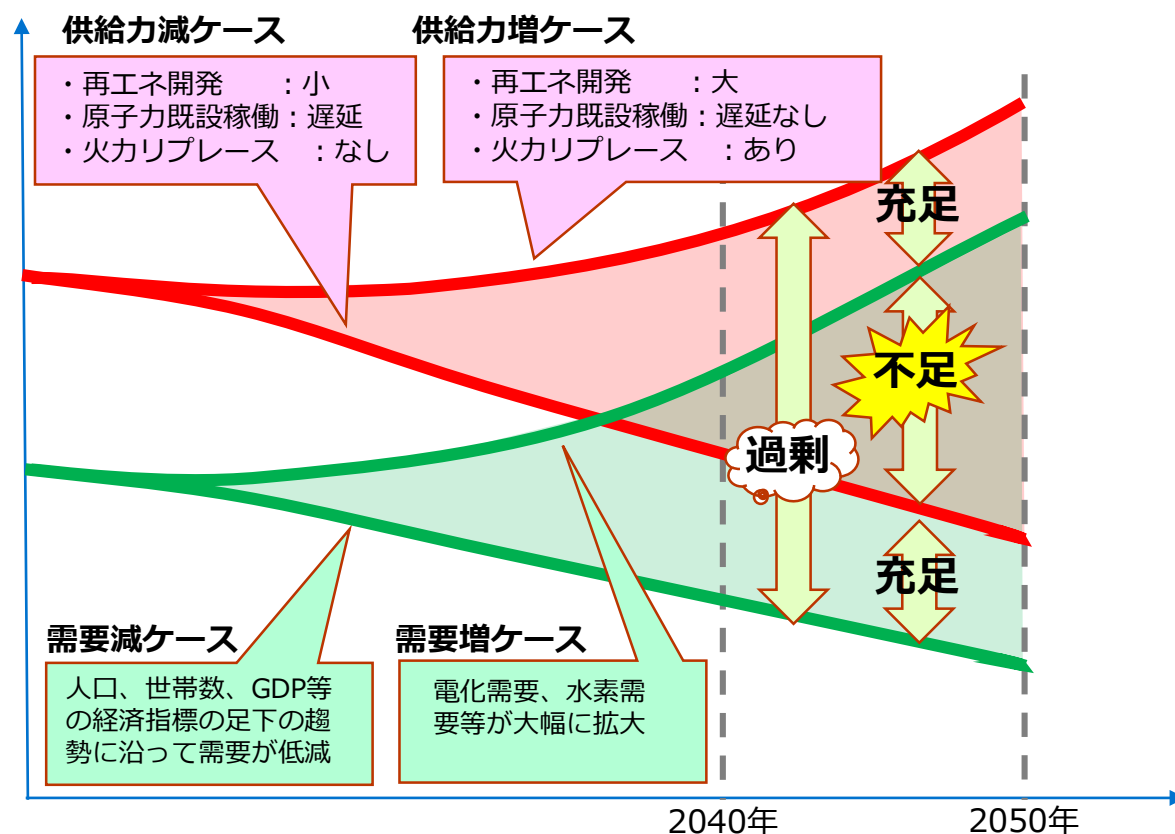 供給力減ケース
・再エネ開発　　：小
・原子力既設稼働：遅延
・火力リプレース　：なし
供給力増ケース
・再エネ開発　　：大
・原子力既設稼働：遅延なし
・火力リプレース　：あり
充足
不足
過剰
充足
需要減ケース
人口、世帯数、GDP等
の経済指標の足下の趨
勢に沿って需要が低減
需要増ケース
電化需要、水素需
要等が大幅に拡大
2040年
2050年